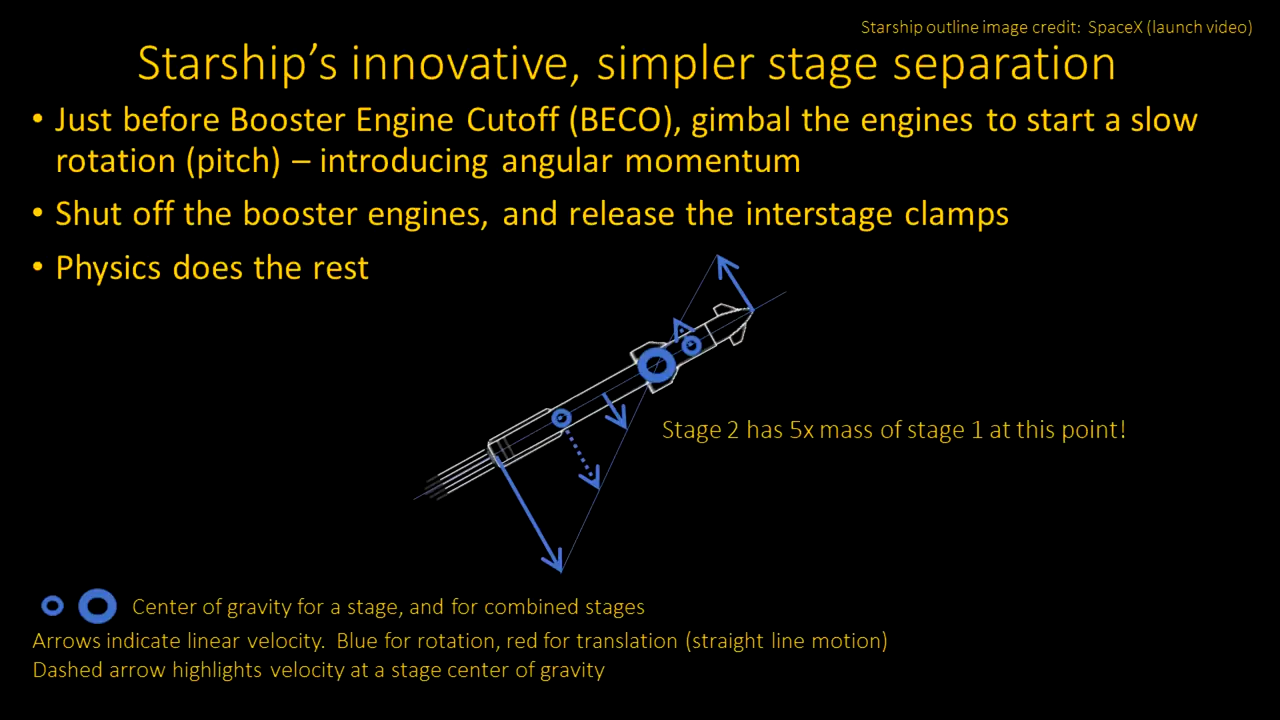 Starship outline image credit: SpaceX (launch video)
Starship’s innovative, simpler stage separation
• Just before Booster Engine Cutoff (BECO), gimbal the engines to start a slow
rotation (pitch) – introducing angular momentum
• Shut off the booster engines, and release the interstage clamps
• Physics does the rest
Stage 2 has 5x mass of stage 1 at this point!
Center of gravity for a stage, and for combined stages
Arrows indicate linear velocity. Blue for rotation, red for translation (straight line motion)
Dashed arrow highlights velocity at a stage center of gravity